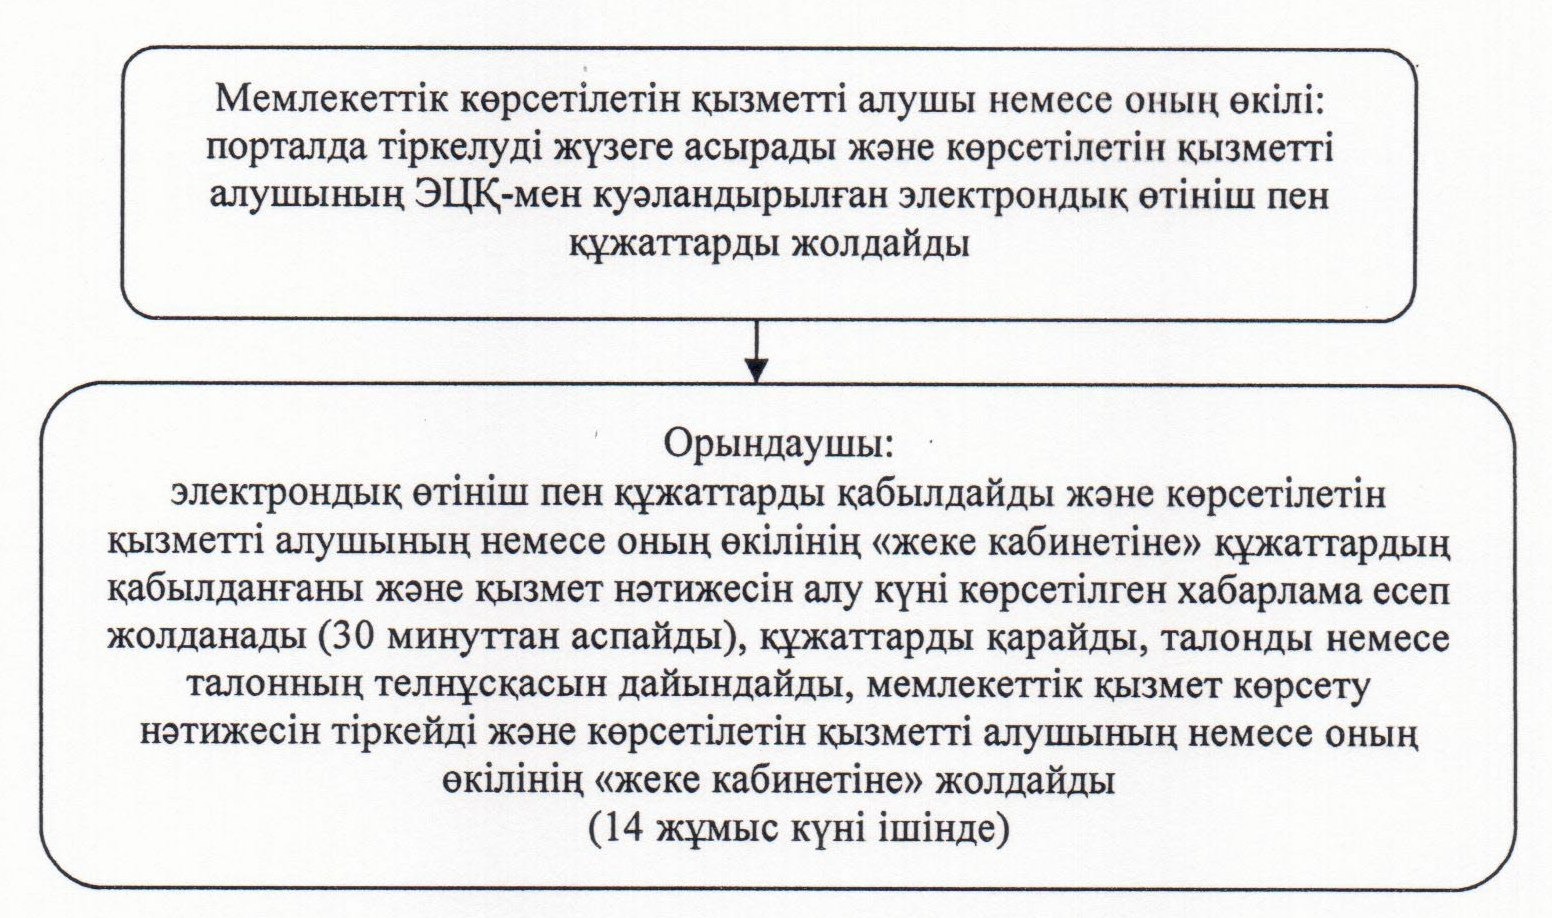 Мемлекеттік көрсетілетін қызметті алушы немесе оның өкілі:
порталда тіркелуді жүзеге асырады және көрсетілетін қызметті
алушының ЭЦҚ-мен куәландырылған электрондық өтініш пен
құжаттарды жолдайды
Орындаушы:
электрондық өтініш пен құжаттарды қабылдайды және көрсетілетін
қызметті алушының немесе оның өкілінің «жеке кабинетіне» құжаттардың
қабылданғаны және қызмет нәтижесін алу күні көрсетілген хабарлама есеп
жолданады (30 минуттан аспайды), құжаттарды қарайды, талонды немесе
талонның телнұсқасын дайындайды, мемлекеттік қызмет көрсету
нәтижесін тіркейді және көрсетілетін қызметті алушының немесе оның
өкілінің «жеке кабинетіне» жолдайды
(14 жұмыс күні ішінде)